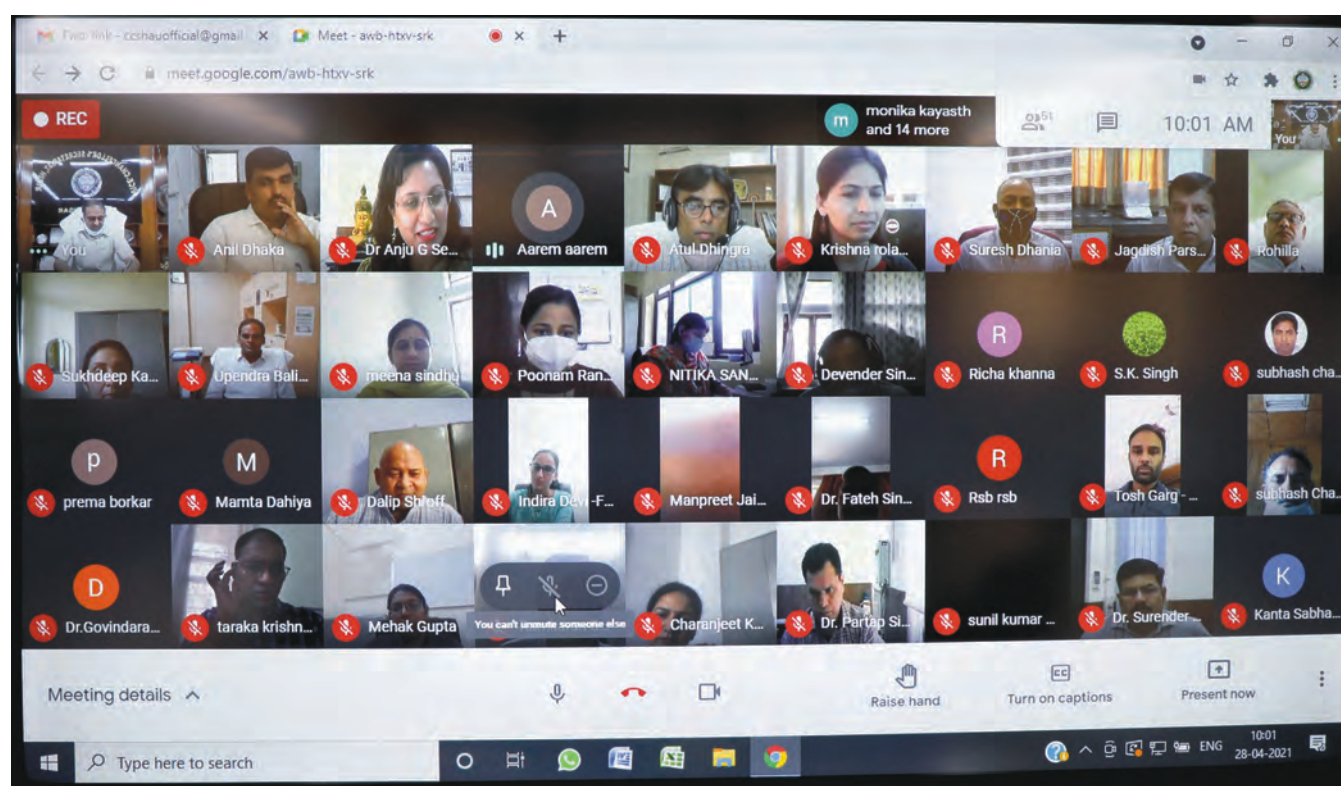 ccshauofficial@gmail
Meet - awb-htxv-srk
meet.google.com/awb-htxv-srk
REC
m
monika kayasth
and 14 more
51
10:01 AM
You
You
Anil Dhaka
Dr Anju G Se...
A
Aarem aarem
Atul Dhingra
Krishna rola...
Suresh Dhania
Jagdish Pars...
Rohilla
Sukhdeep Ka...
Upendra Bali...
meena sindhu
Poonam Ran...
NITIKA SAN...
Devender Sin...
R
Richa khanna
S.K. Singh
subhash cha...
p
prema borkar
M
Mamta Dahiya
Dalip Shroff
Indira Devi -F...
Manpreet Jai...
Dr. Fateh Sin...
R
Rsb rsb
Tosh Garg - ...
subhash Cha...
D
Dr.Govindara...
taraka krishn...
Mehak Gupta
You can't unmute someone else
Charanjeet K...
Dr. Partap Si...
sunil kumar ...
Dr. Surender ...
K
Kanta Sabha...
Meeting details
Raise hand
CC
Turn on captions
Present now
Type here to search
ENG
10:01
28-04-2021